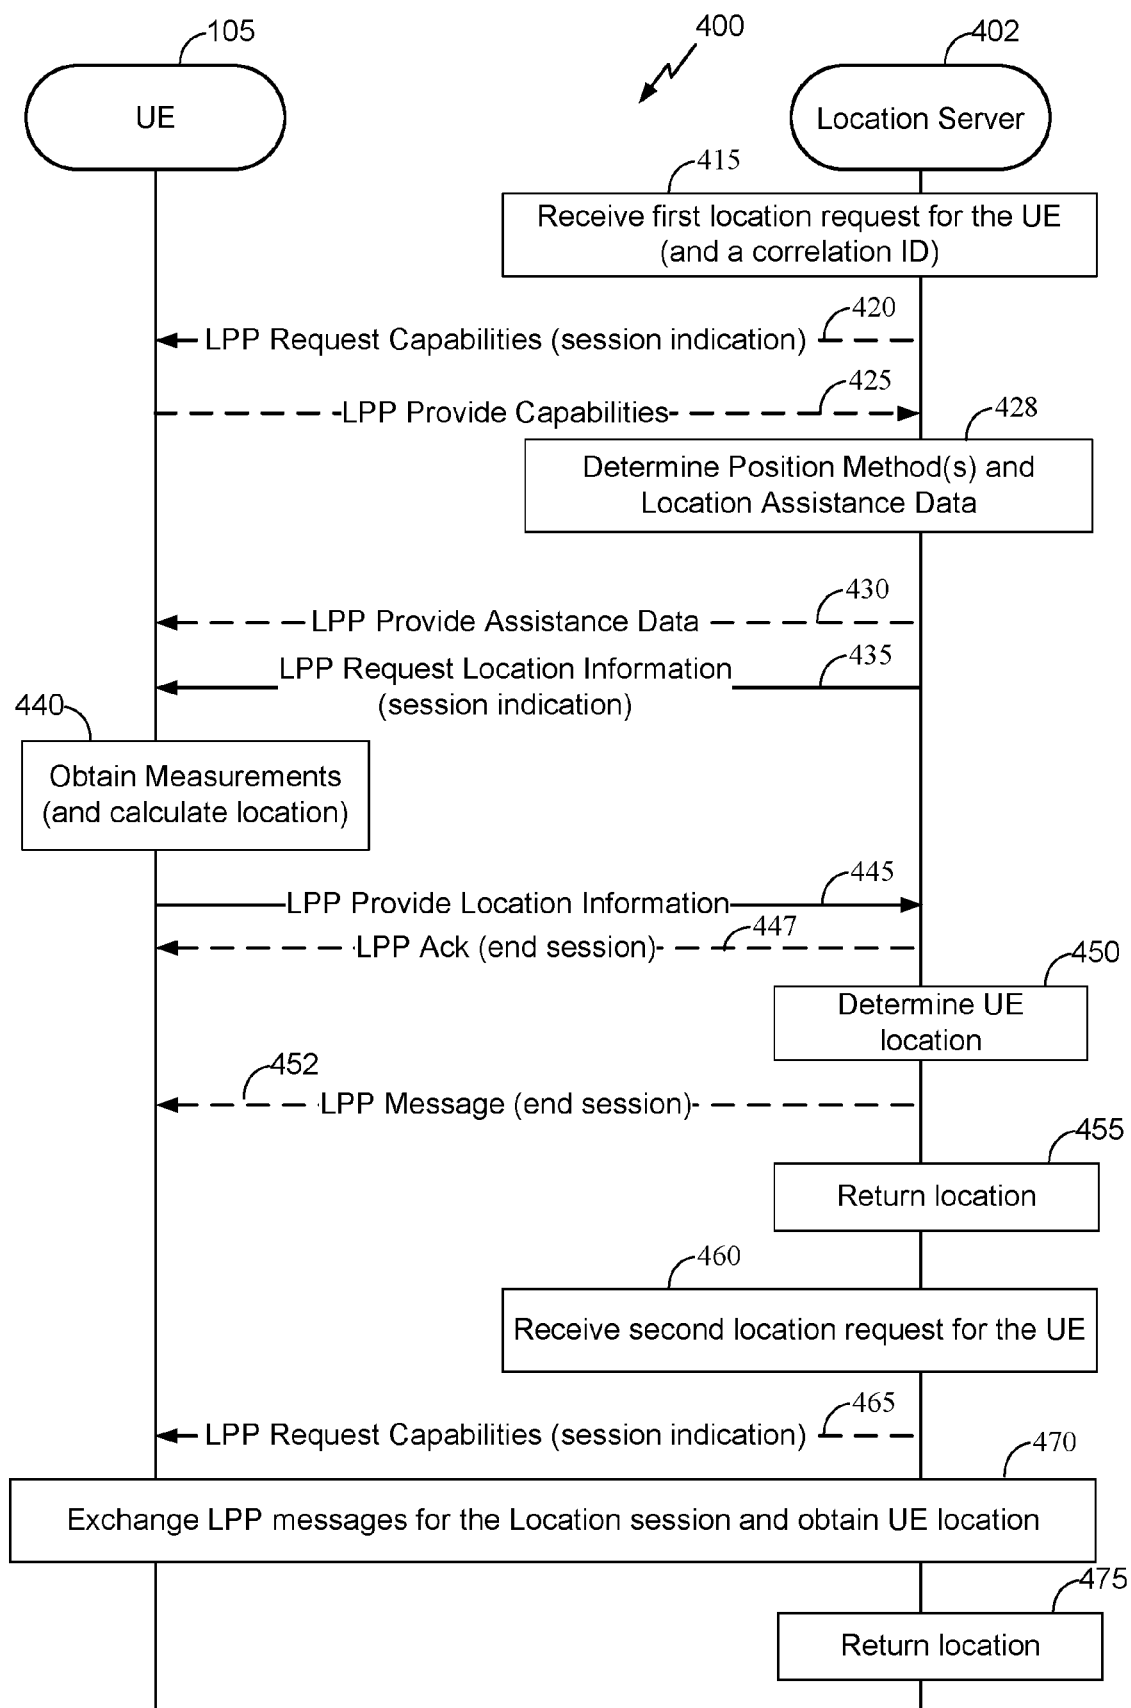 105
400
402
UE
Location Server
415
Receive first location request for the UE
(and a correlation ID)
420
LPP Request Capabilities (session indication)
425
LPP Provide Capabilities
428
Determine Position Method(s) and
Location Assistance Data
430
LPP Provide Assistance Data
435
LPP Request Location Information
(session indication)
440
Obtain Measurements
(and calculate location)
445
LPP Provide Location Information
447
LPP Ack (end session)
450
Determine UE
location
452
LPP Message (end session)
455
Return location
460
Receive second location request for the UE
465
LPP Request Capabilities (session indication)
470
Exchange LPP messages for the Location session and obtain UE location
475
Return location